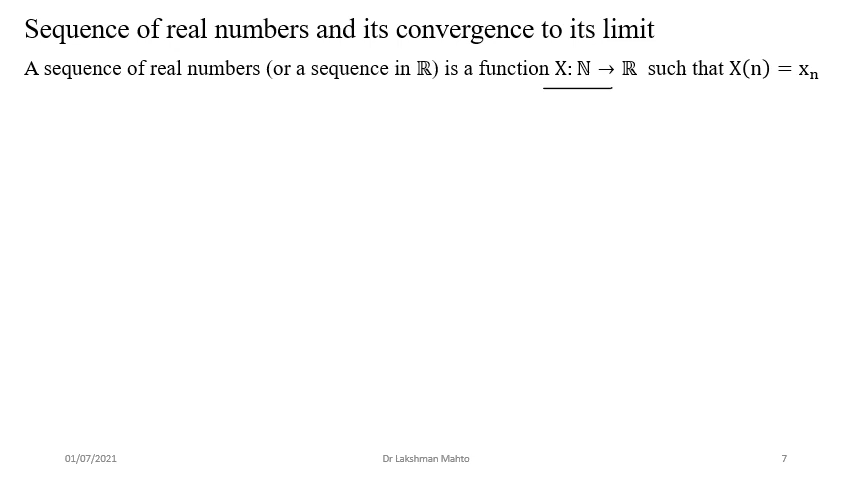 Sequence of real numbers and its convergence to its limit
A sequence of real numbers (or a sequence in ℝ) is a function X: ℕ → ℝ such that X(n) = xₙ
01/07/2021
Dr Lakshman Mahto
7